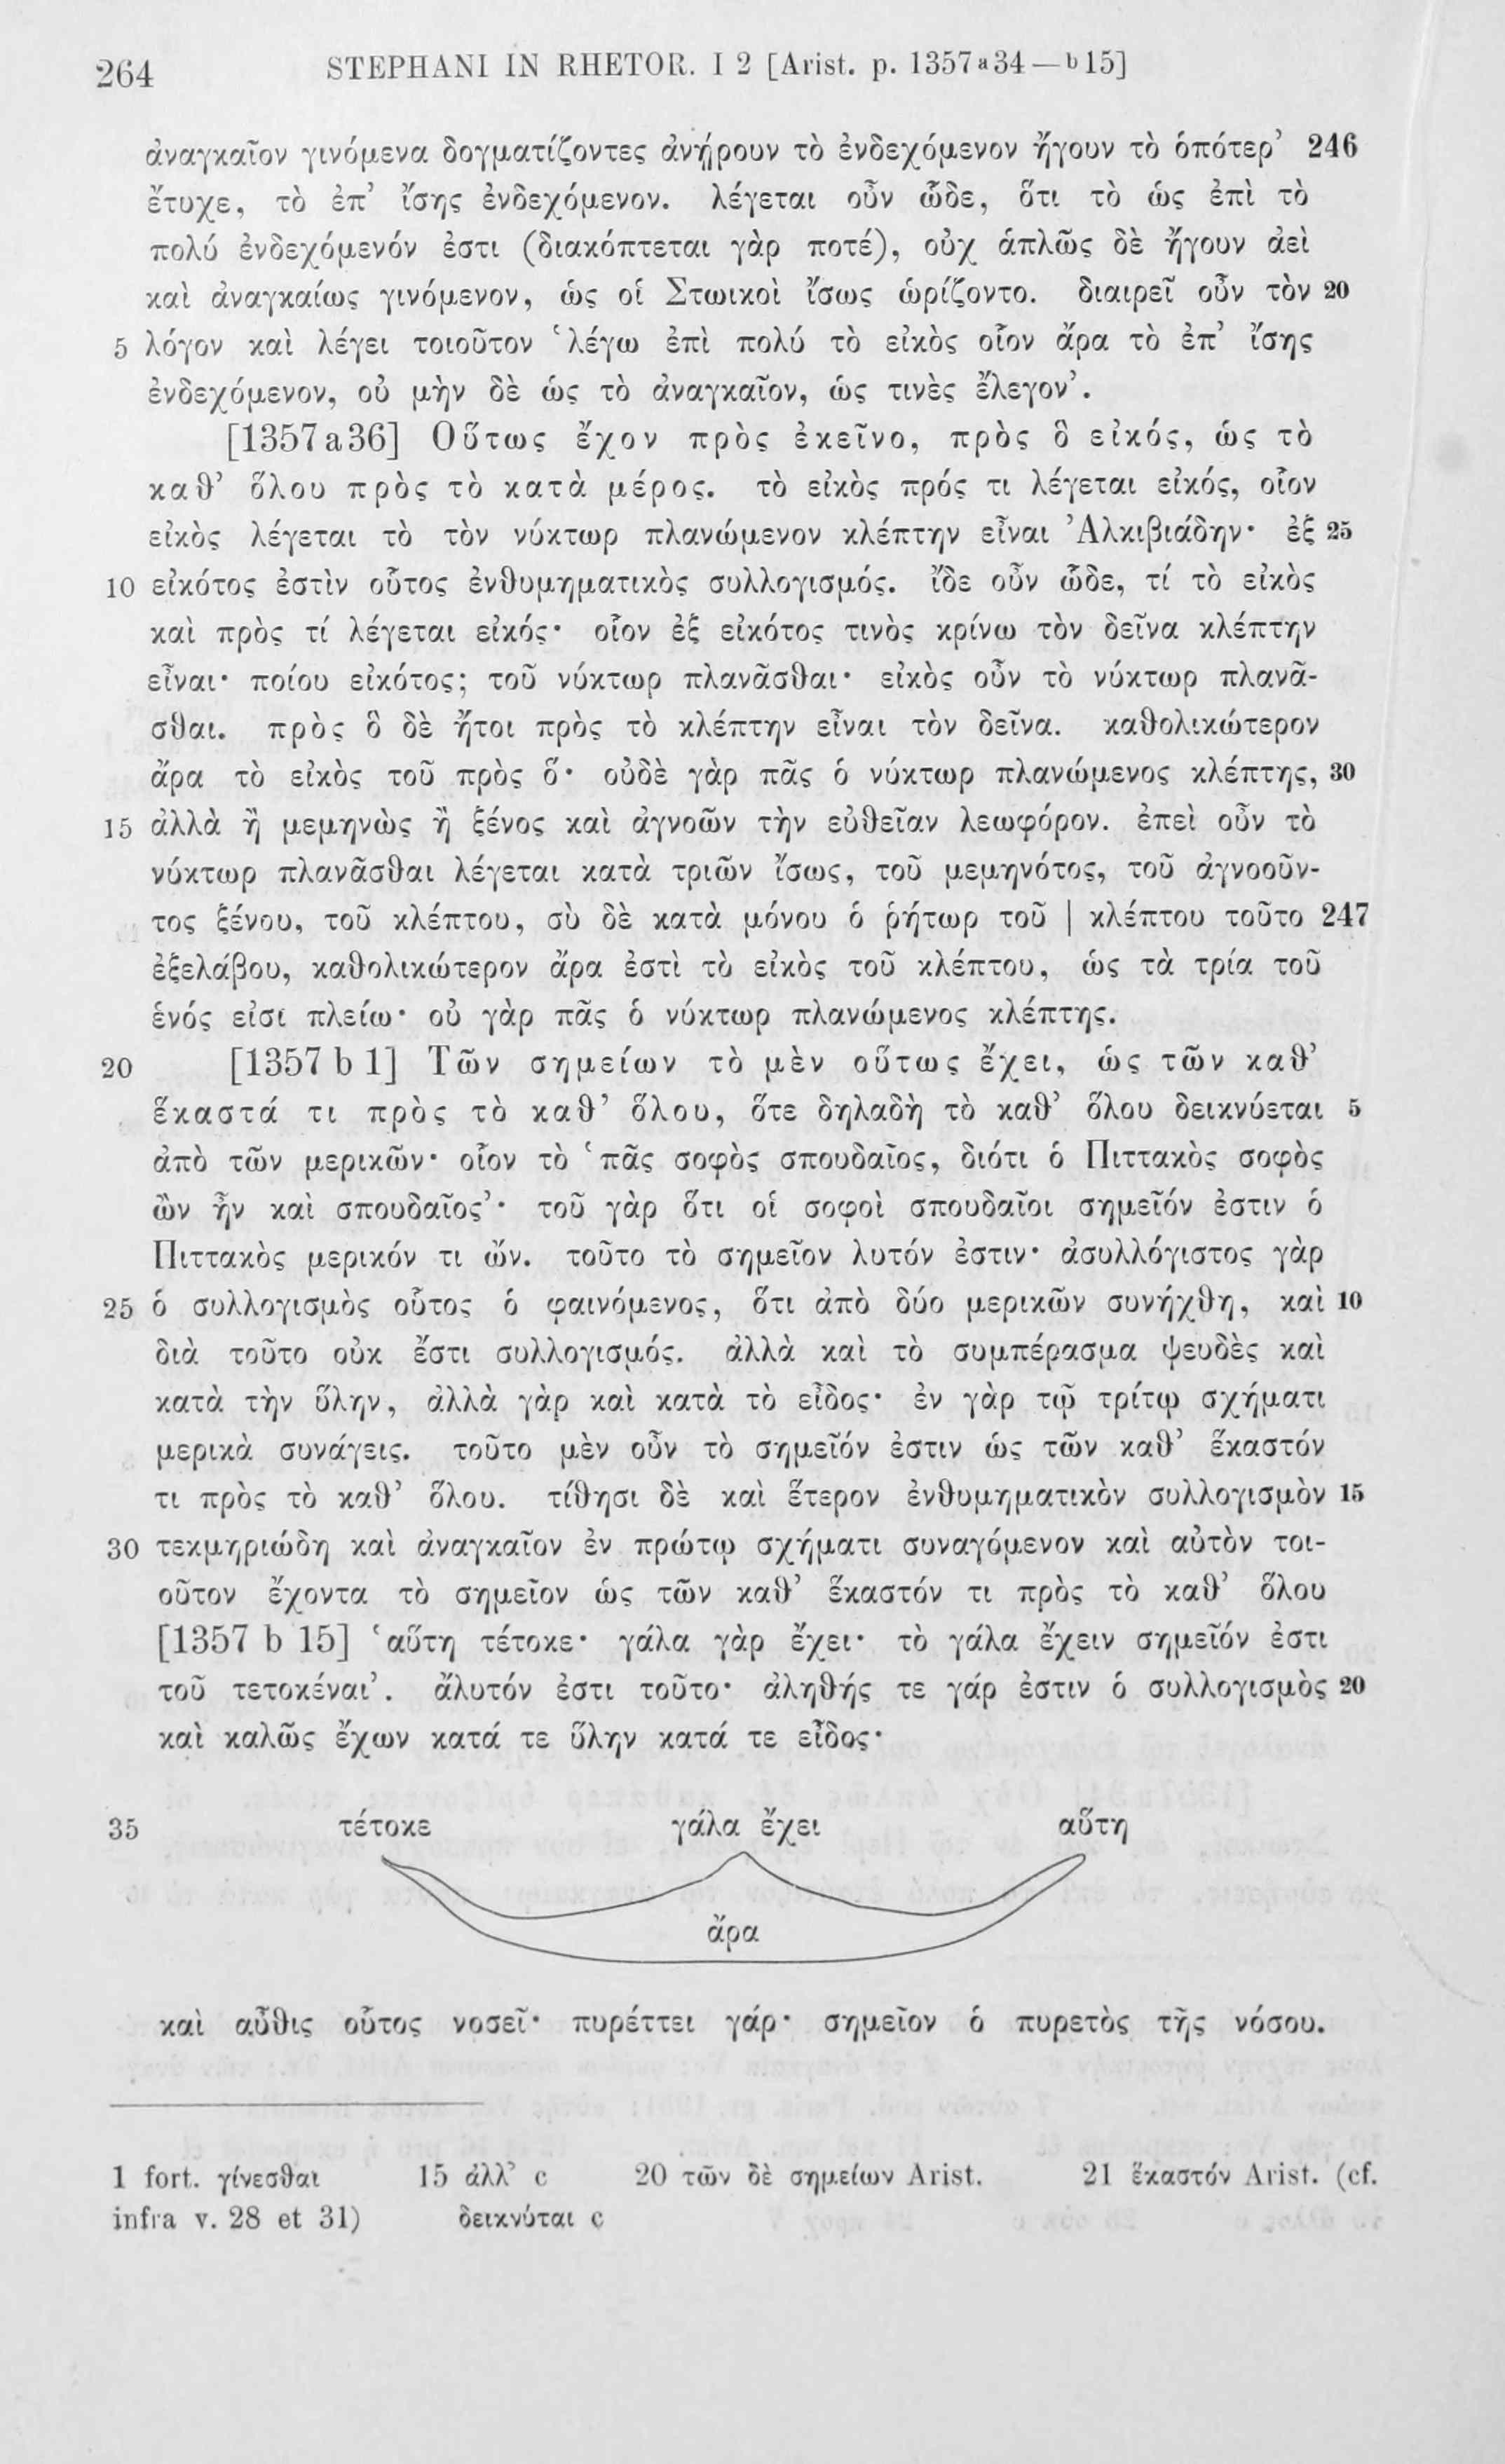 264 STEPHANI IN RHETOR. I 2 [Arist. p. 1357a34—b15]
ἀναγκαῖον γινόμενα δογματίζοντες ἀνῄρουν τὸ ἐνδεχόμενον ἤγουν τὸ ὁπότερ’ 246
ἔτυχε, τὸ ἐπ’ ἴσης ἐνδεχόμενον. λέγεται οὖν ὧδε, ὅτι τὸ ὡς ἐπὶ τὸ
πολύ ἐνδεχόμενόν ἐστι (διακόπτεται γὰρ ποτέ), οὐχ ἁπλῶς δὲ ἤγουν ἀεὶ
καὶ ἀναγκαίως γινόμενον, ὡς οἱ Στωικοὶ ἴσως ὡρίζοντο. διαιρεῖ οὖν τὸν 20
5 λόγον καὶ λέγει τοιοῦτον ‘λέγω ἐπὶ πολύ τὸ εἰκὸς οἷον ἄρα τὸ ἐπ’ ἴσης
ἐνδεχόμενον, οὐ μὴν δὲ ὡς τὸ ἀναγκαῖον, ὡς τινὲς ἔλεγον’.
[1357a36] Οὕτως ἔχον πρὸς ἐκεῖνο, πρὸς ὃ εἰκός, ὡς τὸ
καθ’ ὅλου πρὸς τὸ κατὰ μέρος. τὸ εἰκὸς πρός τι λέγεται εἰκός, οἷον
εἰκὸς λέγεται τὸ τὸν νύκτωρ πλανώμενον κλέπτην εἶναι Ἀλκιβιάδην· ἐξ 25
10 εἰκότος ἐστὶν οὗτος ἐνθυμηματικὸς συλλογισμός. ἴδε οὖν ὧδε, τί τὸ εἰκὸς
καὶ πρὸς τί λέγεται εἰκός· οἷον ἐξ εἰκότος τινὸς κρίνω τὸν δεῖνα κλέπτην
εἶναι· ποίου εἰκότος; τοῦ νύκτωρ πλανᾶσθαι· εἰκὸς οὖν τὸ νύκτωρ πλανᾶ-
σθαι. πρὸς ὃ δὲ ἤτοι πρὸς τὸ κλέπτην εἶναι τὸν δεῖνα. καθολικώτερον
ἄρα τὸ εἰκὸς τοῦ πρὸς ὅ· οὐδὲ γὰρ πᾶς ὁ νύκτωρ πλανώμενος κλέπτης, 30
15 ἀλλὰ ἢ μεμηνὼς ἢ ξένος καὶ ἀγνοῶν τὴν εὐθεῖαν λεωφόρον. ἐπεὶ οὖν τὸ
νύκτωρ πλανᾶσθαι λέγεται κατὰ τριῶν ἴσως, τοῦ μεμηνότος, τοῦ ἀγνοοῦν-
τος ξένου, τοῦ κλέπτου, σὺ δὲ κατὰ μόνου ὁ ῥήτωρ τοῦ | κλέπτου τοῦτο 247
ἐξελάβου, καθολικώτερον ἄρα ἐστὶ τὸ εἰκὸς τοῦ κλέπτου, ὡς τὰ τρία τοῦ
ἑνός εἰσι πλείω· οὐ γὰρ πᾶς ὁ νύκτωρ πλανώμενος κλέπτης.
20 [1357 b 1] Τῶν σημείων τὸ μὲν οὕτως ἔχει, ὡς τῶν καθ’
ἕκαστά τι πρὸς τὸ καθ’ ὅλου, ὅτε δηλαδὴ τὸ καθ’ ὅλου δεικνύεται 5
ἀπὸ τῶν μερικῶν· οἷον τὸ ‘πᾶς σοφὸς σπουδαῖος, διότι ὁ Πιττακὸς σοφὸς
ὢν ἦν καὶ σπουδαῖος’· τοῦ γὰρ ὅτι οἱ σοφοὶ σπουδαῖοι σημεῖόν ἐστιν ὁ
Πιττακὸς μερικόν τι ὤν. τοῦτο τὸ σημεῖον λυτόν ἐστιν· ἀσυλλόγιστος γὰρ
25 ὁ συλλογισμὸς οὗτος ὁ φαινόμενος, ὅτι ἀπὸ δύο μερικῶν συνήχθη, καὶ 10
διὰ τοῦτο οὐκ ἔστι συλλογισμός. ἀλλὰ καὶ τὸ συμπέρασμα ψευδὲς καὶ
κατὰ τὴν ὕλην, ἀλλὰ γὰρ καὶ κατὰ τὸ εἶδος· ἐν γὰρ τῷ τρίτῳ σχήματι
μερικὰ συνάγεις. τοῦτο μὲν οὖν τὸ σημεῖόν ἐστιν ὡς τῶν καθ’ ἕκαστόν
τι πρὸς τὸ καθ’ ὅλου. τίθησι δὲ καὶ ἕτερον ἐνθυμηματικὸν συλλογισμὸν 15
30 τεκμηριώδη καὶ ἀναγκαῖον ἐν πρώτῳ σχήματι συναγόμενον καὶ αὐτὸν τοι-
οῦτον ἔχοντα τὸ σημεῖον ὡς τῶν καθ’ ἕκαστόν τι πρὸς τὸ καθ’ ὅλου
[1357 b 15] ‘αὕτη τέτοκε· γάλα γὰρ ἔχει· τὸ γάλα ἔχειν σημεῖόν ἐστι
τοῦ τετοκέναι’. ἄλυτόν ἐστι τοῦτο· ἀληθής τε γάρ ἐστιν ὁ συλλογισμὸς 20
καὶ καλῶς ἔχων κατά τε ὕλην κατά τε εἶδος·
35 τέτοκε γάλα ἔχει αὕτη
ἄρα
καὶ αὖθις οὗτος νοσεῖ· πυρέττει γάρ· σημεῖον ὁ πυρετὸς τῆς νόσου.
1 fort. γίνεσθαι 15 ἀλλ’ c 20 τῶν δὲ σημείων Arist. 21 ἕκαστόν Arist. (cf.
infra v. 28 et 31) δεικνύται c